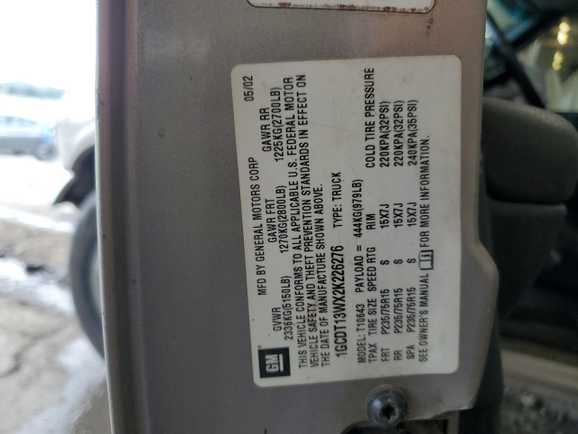 MFD BY GENERAL MOTORS CORP 05/02
GVWR GAWR FRT GAWR RR
2336KG(5150LB) 1270KG(2800LB) 1225KG(2700LB)
THIS VEHICLE CONFORMS TO ALL APPLICABLE U.S. FEDERAL MOTOR
VEHICLE SAFETY AND THEFT PREVENTION STANDARDS IN EFFECT ON
THE DATE OF MANUFACTURE SHOWN ABOVE.
1GCDT13WX2K226276 TYPE: TRUCK
GM
MODEL: T10643 PAYLOAD = 444KG(979LB)
TPAX TIRE SIZE SPEED RTG RIM COLD TIRE PRESSURE
FRT P235/75R15 S 15X7J 220KPA(32PSI)
RR P235/75R15 S 15X7J 220KPA(32PSI)
SPA P235/75R15 S 15X7J 240KPA(35PSI)
SEE OWNER'S MANUAL FOR MORE INFORMATION.